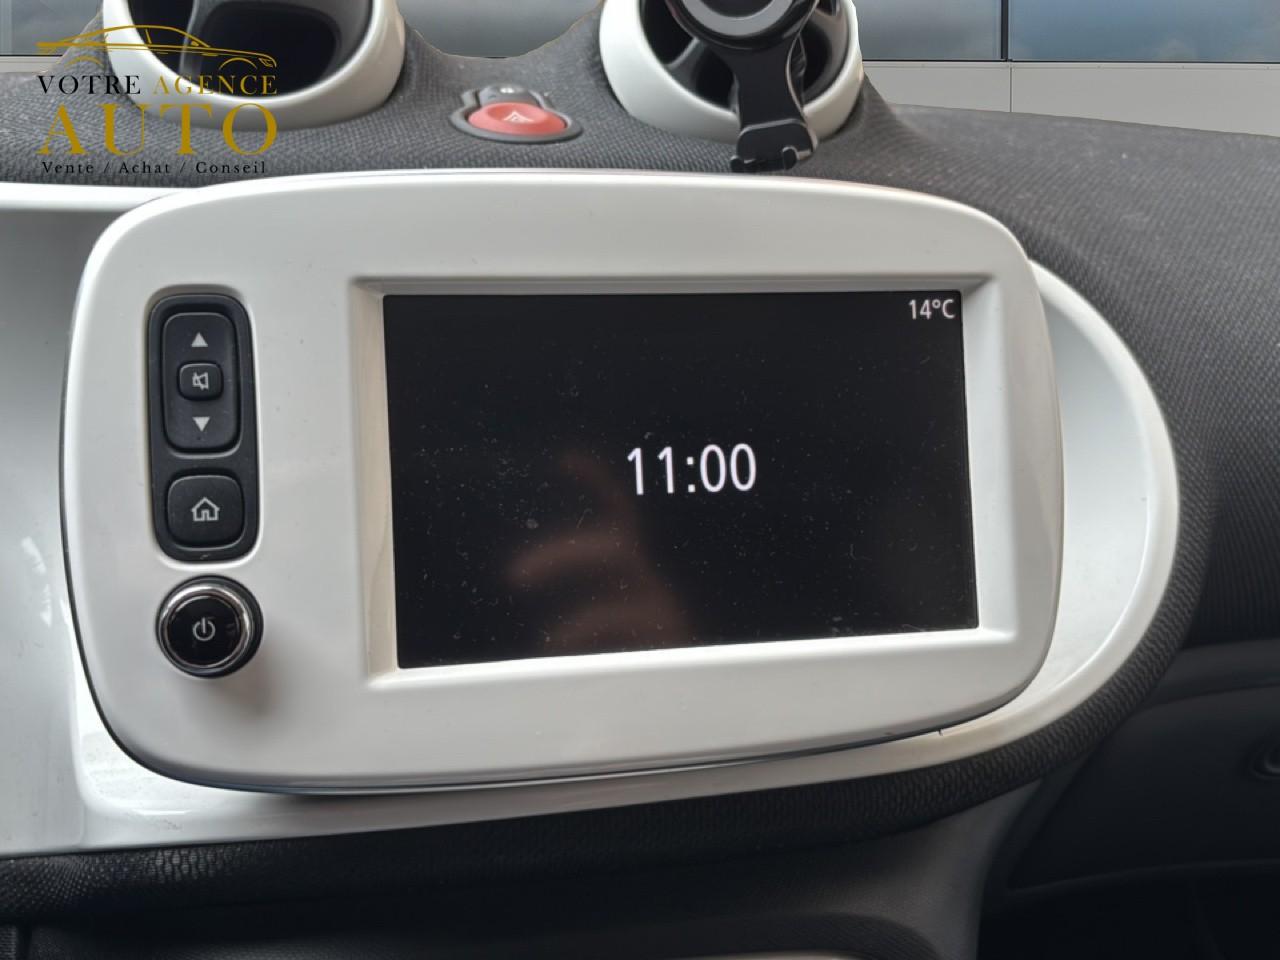 VOTRE AGENCE
AUTO
Vente / Achat / Conseil
14°C
11:00